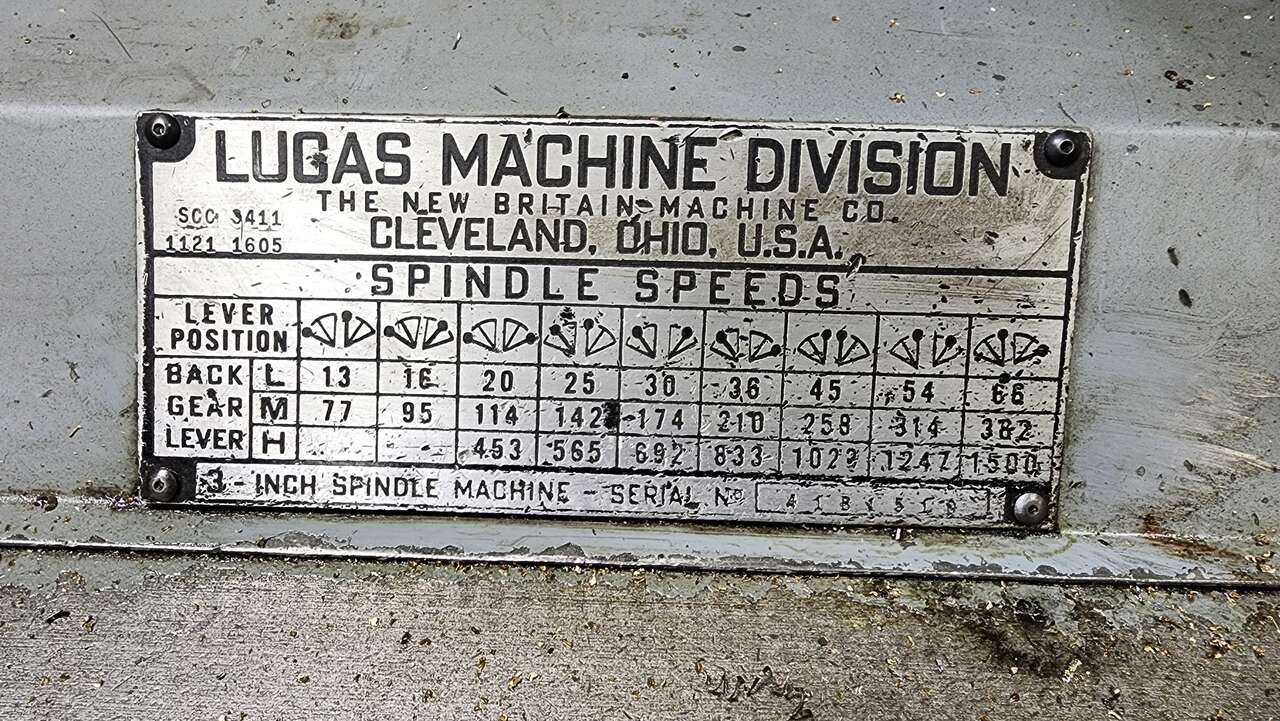 LUCAS MACHINE DIVISION
THE NEW BRITAIN MACHINE CO.
SCC 3411
1121 1605
CLEVELAND, OHIO, U.S.A.
SPINDLE SPEEDS
LEVER POSITION
BACK GEAR LEVER
L 13 16 20 25 30 36 45 54 66
M 77 95 114 142 174 210 258 314 382
H 453 565 692 833 1029 1247 1500
3-INCH SPINDLE MACHINE - SERIAL No